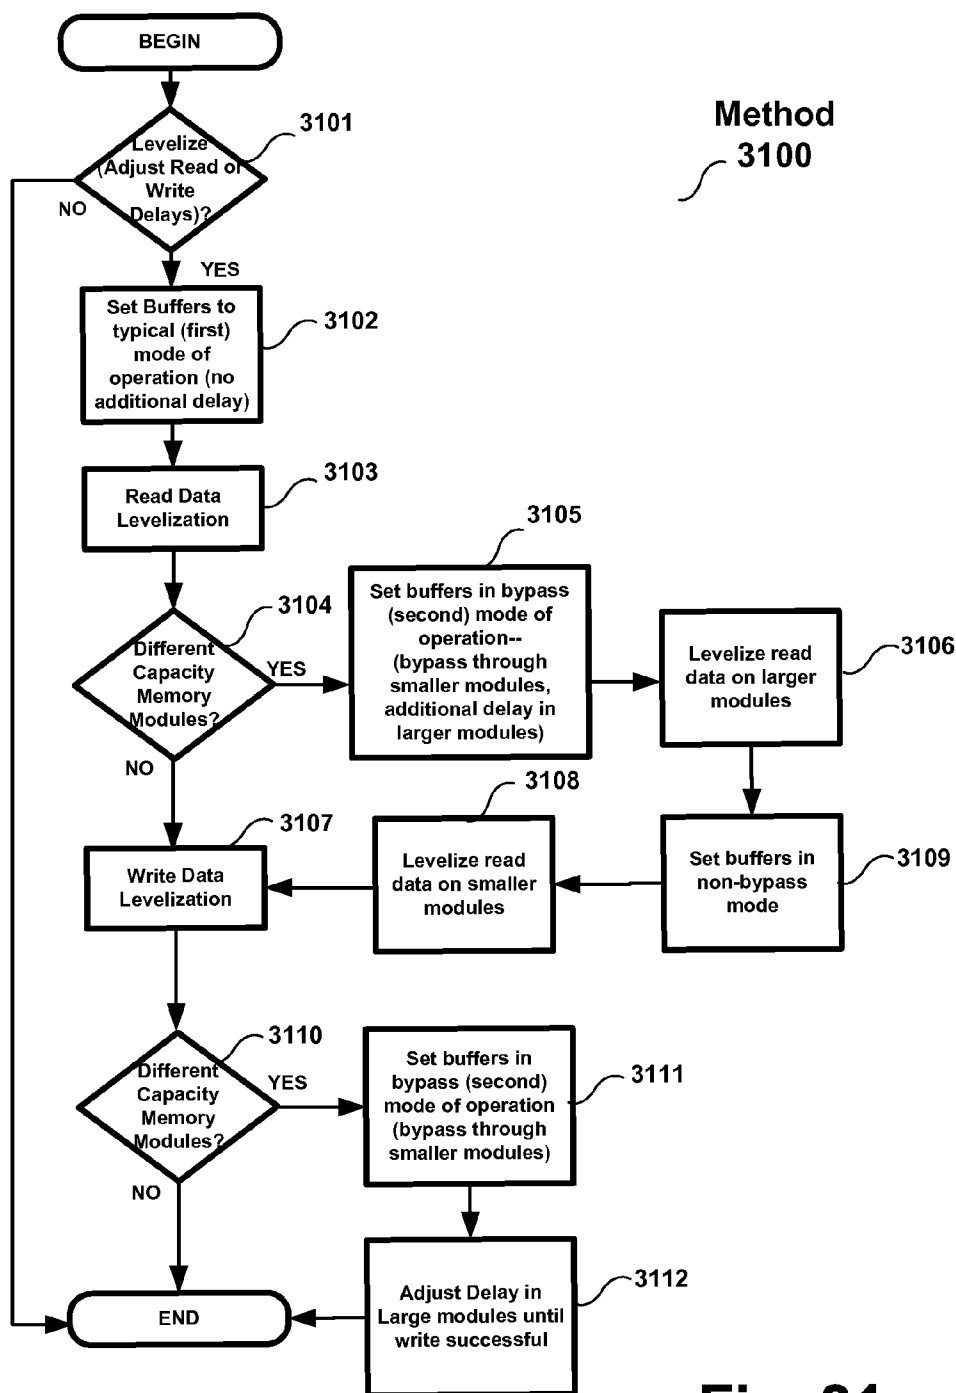 BEGIN
Method
3100
3101
Levelize
(Adjust Read or
Write
Delays)?
NO
YES
Set Buffers to
typical (first)
mode of
operation (no
additional delay)
3102
Read Data
Levelization
3103
3104
Different
Capacity
Memory
Modules?
YES
NO
3105
Set buffers in bypass
(second) mode of
operation--
(bypass through
smaller modules,
additional delay in
larger modules)
Levelize read
data on larger
modules
3106
3107
Write Data
Levelization
3108
Levelize read
data on smaller
modules
Set buffers in
non-bypass
mode
3109
3110
Different
Capacity
Memory
Modules?
YES
NO
Set buffers in
bypass (second)
mode of operation
(bypass through
smaller modules)
3111
END
Adjust Delay in
Large modules until
write successful
3112